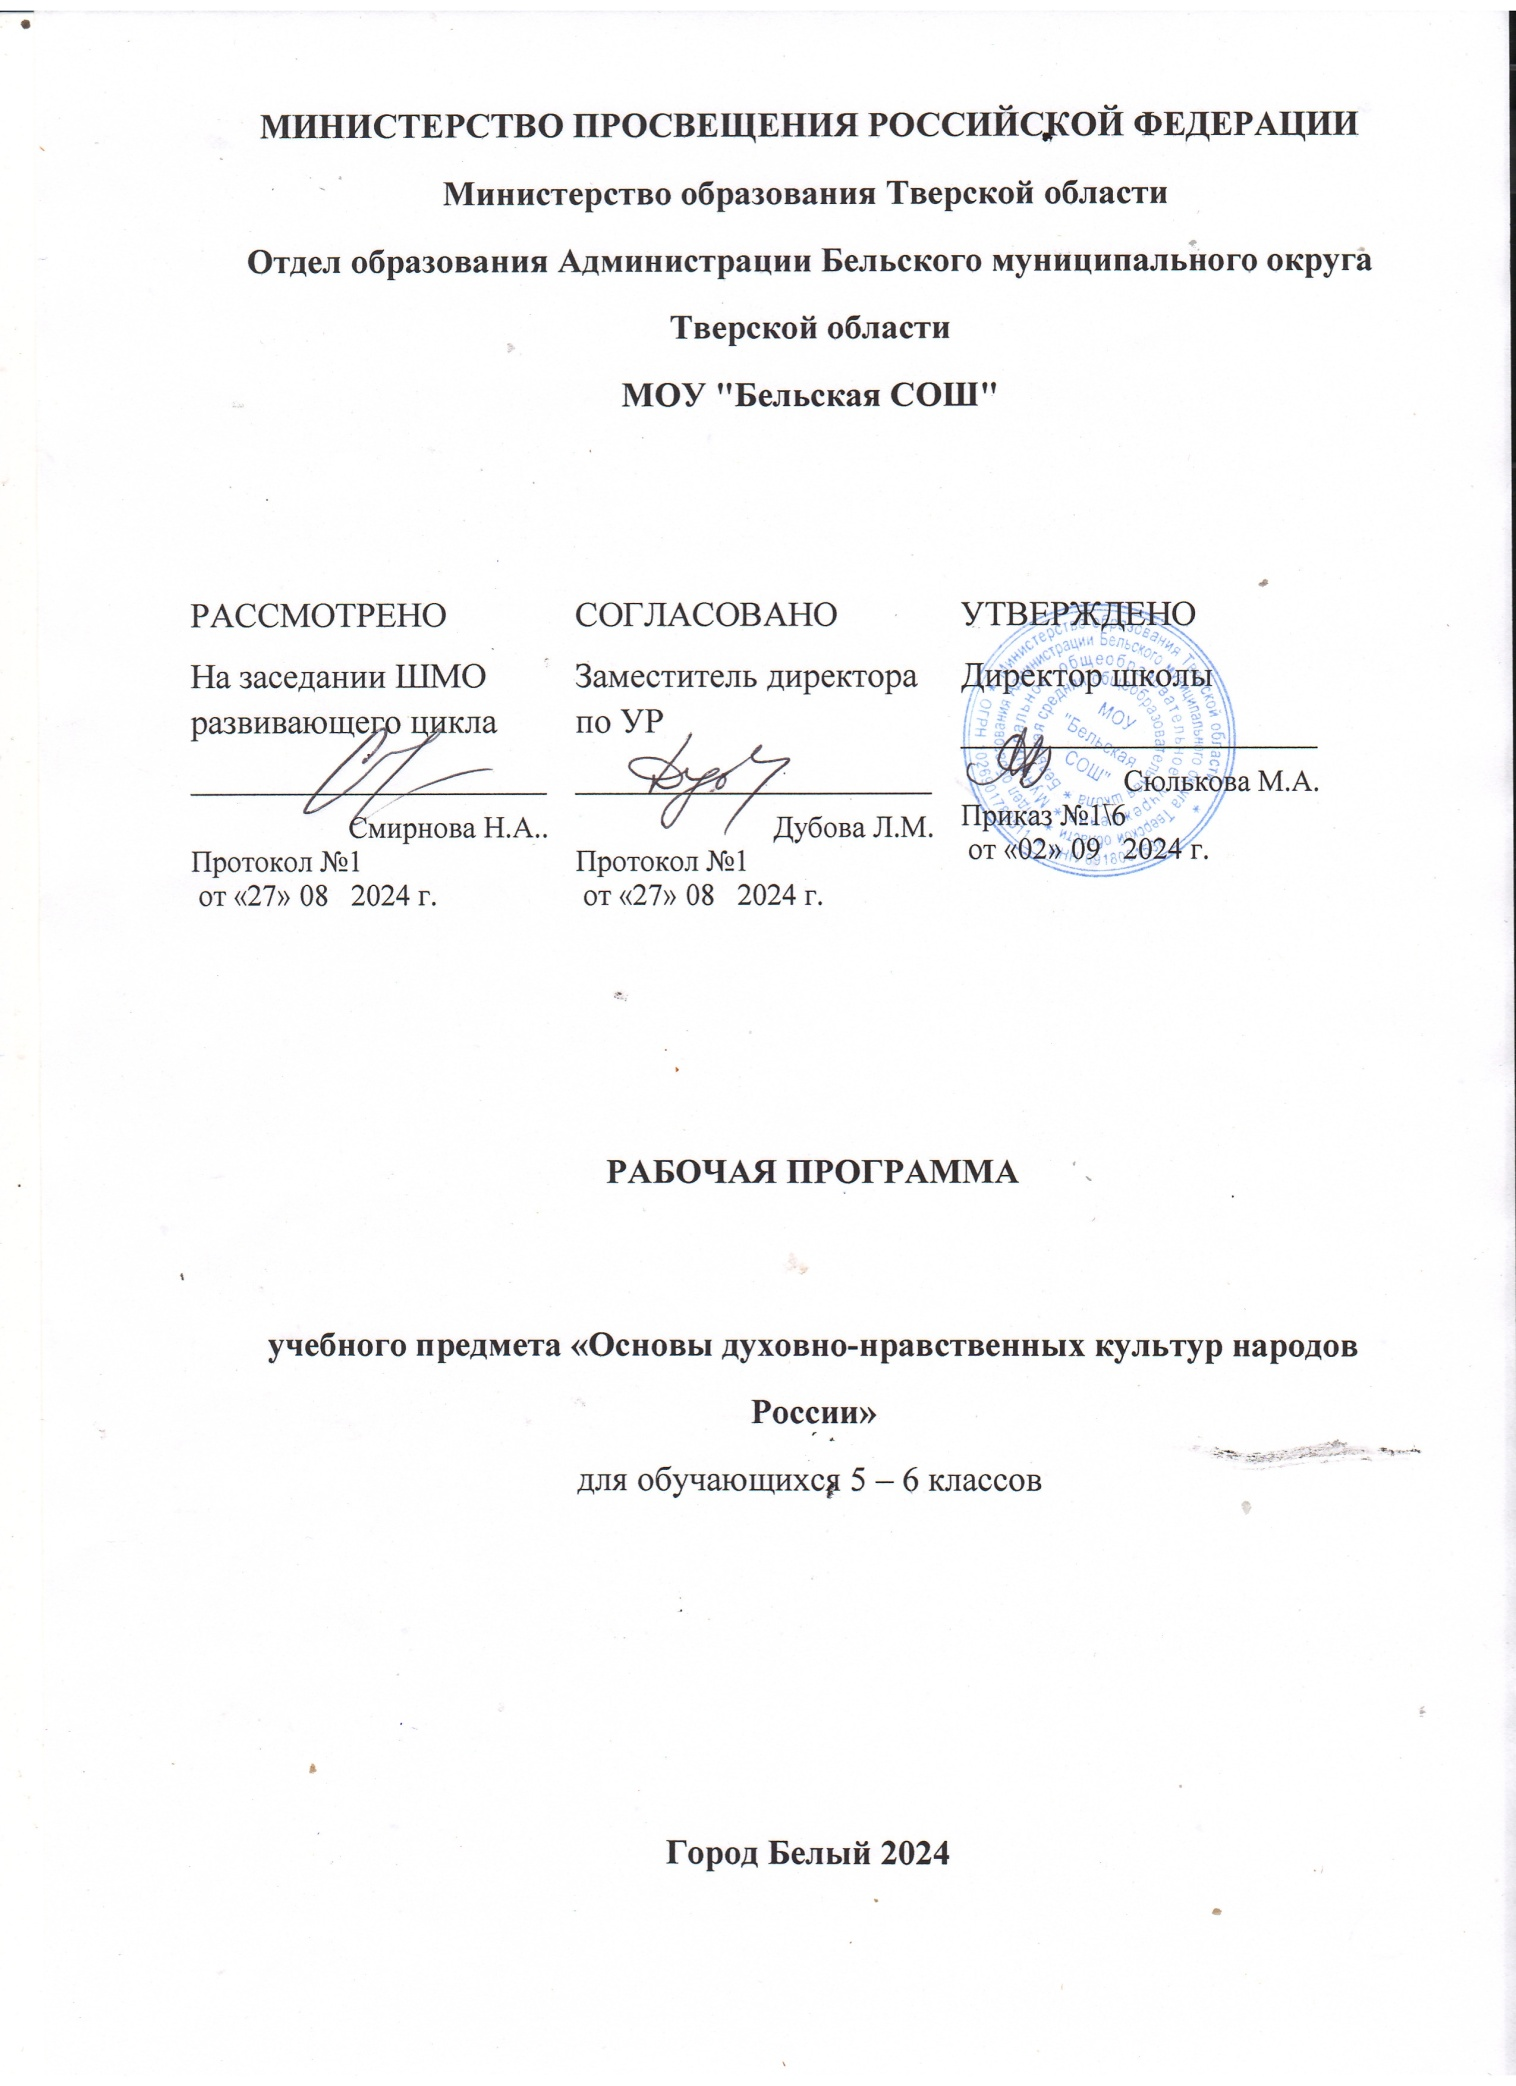 МИНИСТЕРСТВО ПРОСВЕЩЕНИЯ РОССИЙСКОЙ ФЕДЕРАЦИИ
Министерство образования Тверской области
Отдел образования Администрации Бельского муниципального округа
Тверской области
МОУ "Бельская СОШ"
РАССМОТРЕНО
На заседании ШМО
развивающего цикла
Смирнова Н.А..
Протокол №1
от «27» 08 2024 г.
СОГЛАСОВАНО
Заместитель директора
по УР
Дубова Л.М.
Протокол №1
от «27» 08 2024 г.
УТВЕРЖДЕНО
Директор школы
Сюлькова М.А.
Приказ №1\6
от «02» 09 2024 г.
МОУ
"Бельская
СОШ"
РАБОЧАЯ ПРОГРАММА
учебного предмета «Основы духовно-нравственных культур народов
России»
для обучающихся 5 – 6 классов
Город Белый 2024